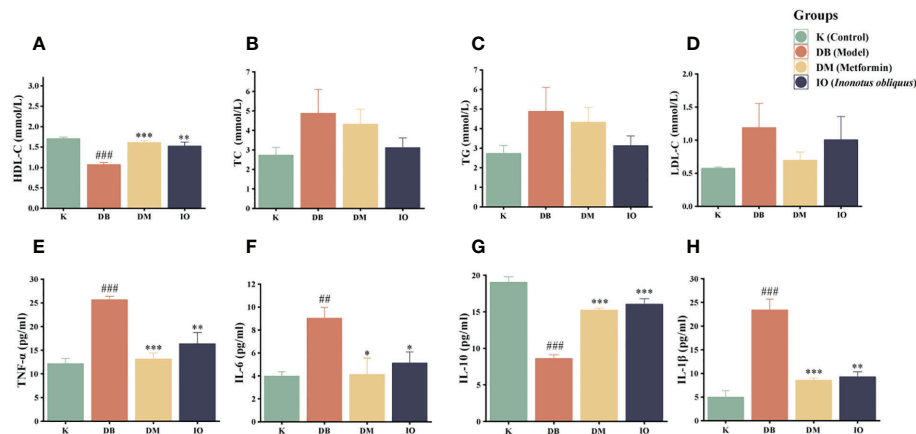 Groups
K (Control)
DB (Model)
DM (Metformin)
IO (Inonotus obliquus)
A
HDL-C (mmol/L)
3.0
2.5
2.0
1.5
1.0
0.5
0.0
###
***
**
K DB DM IO
B
TC (mmol/L)
7
6
5
4
3
2
1
0
K DB DM IO
C
TG (mmol/L)
7
6
5
4
3
2
1
0
K DB DM IO
D
LDL-C (mmol/L)
2.0
1.5
1.0
0.5
0.0
K DB DM IO
E
TNF-α (pg/ml)
30
25
20
15
10
5
0
###
***
**
K DB DM IO
F
IL-6 (pg/ml)
12
10
8
6
4
2
0
##
*
*
K DB DM IO
G
IL-10 (pg/ml)
20
15
10
5
0
###
***
***
K DB DM IO
H
IL-1β (pg/ml)
30
25
20
15
10
5
0
###
***
**
K DB DM IO